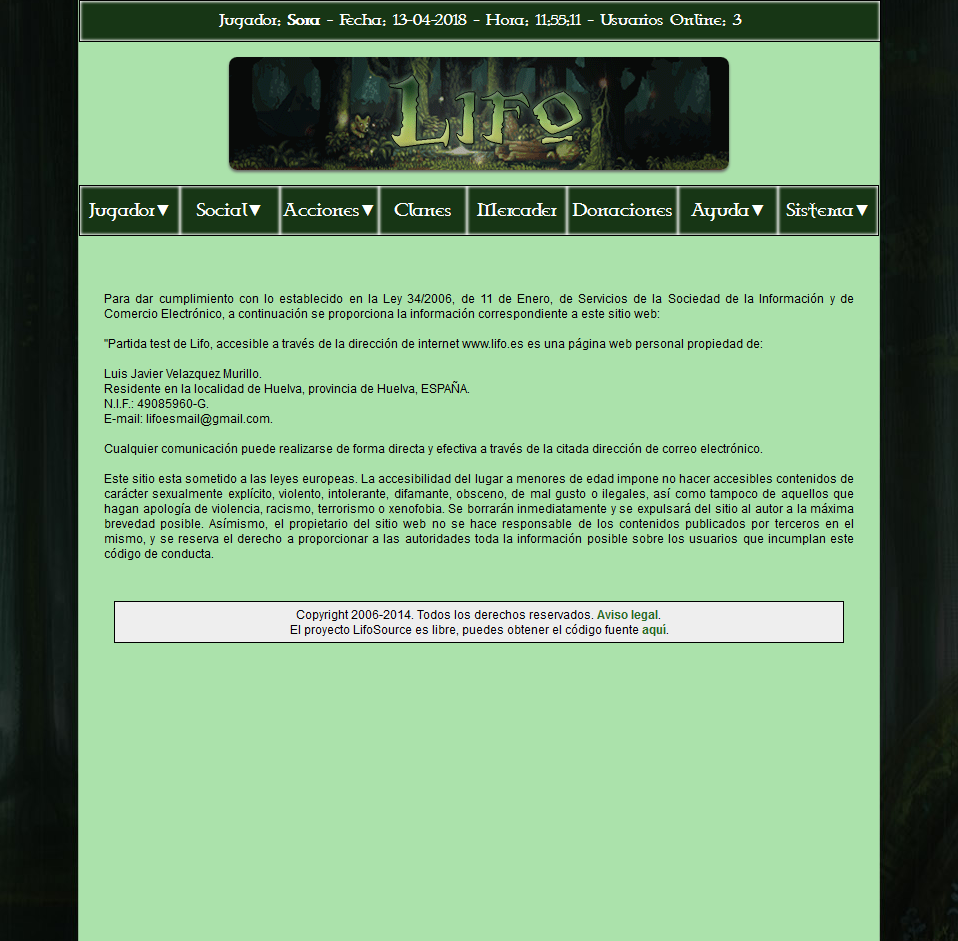 Jugador: Sora - Fecha: 13-04-2018 - Hora: 11:55:11 - Usuarios Online: 3
Lifo
Jugador▼ Social▼ Acciones▼ Clanes Mercader Donaciones Ayuda▼ Sistema▼
Para dar cumplimiento con lo establecido en la Ley 34/2006, de 11 de Enero, de Servicios de la Sociedad de la Información y de
Comercio Electrónico, a continuación se proporciona la información correspondiente a este sitio web:
"Partida test de Lifo, accesible a través de la dirección de internet www.lifo.es es una página web personal propiedad de:
Luis Javier Velazquez Murillo.
Residente en la localidad de Huelva, provincia de Huelva, ESPAÑA.
N.I.F.: 49085960-G.
E-mail: lifoesmail@gmail.com.
Cualquier comunicación puede realizarse de forma directa y efectiva a través de la citada dirección de correo electrónico.
Este sitio esta sometido a las leyes europeas. La accesibilidad del lugar a menores de edad impone no hacer accesibles contenidos de
carácter sexualmente explícito, violento, intolerante, difamante, obsceno, de mal gusto o ilegales, así como tampoco de aquellos que
hagan apología de violencia, racismo, terrorismo o xenofobia. Se borrarán inmediatamente y se expulsará del sitio al autor a la máxima
brevedad posible. Asímismo, el propietario del sitio web no se hace responsable de los contenidos publicados por terceros en el
mismo, y se reserva el derecho a proporcionar a las autoridades toda la información posible sobre los usuarios que incumplan este
código de conducta.
Copyright 2006-2014. Todos los derechos reservados. Aviso legal.
El proyecto LifoSource es libre, puedes obtener el código fuente aquí.